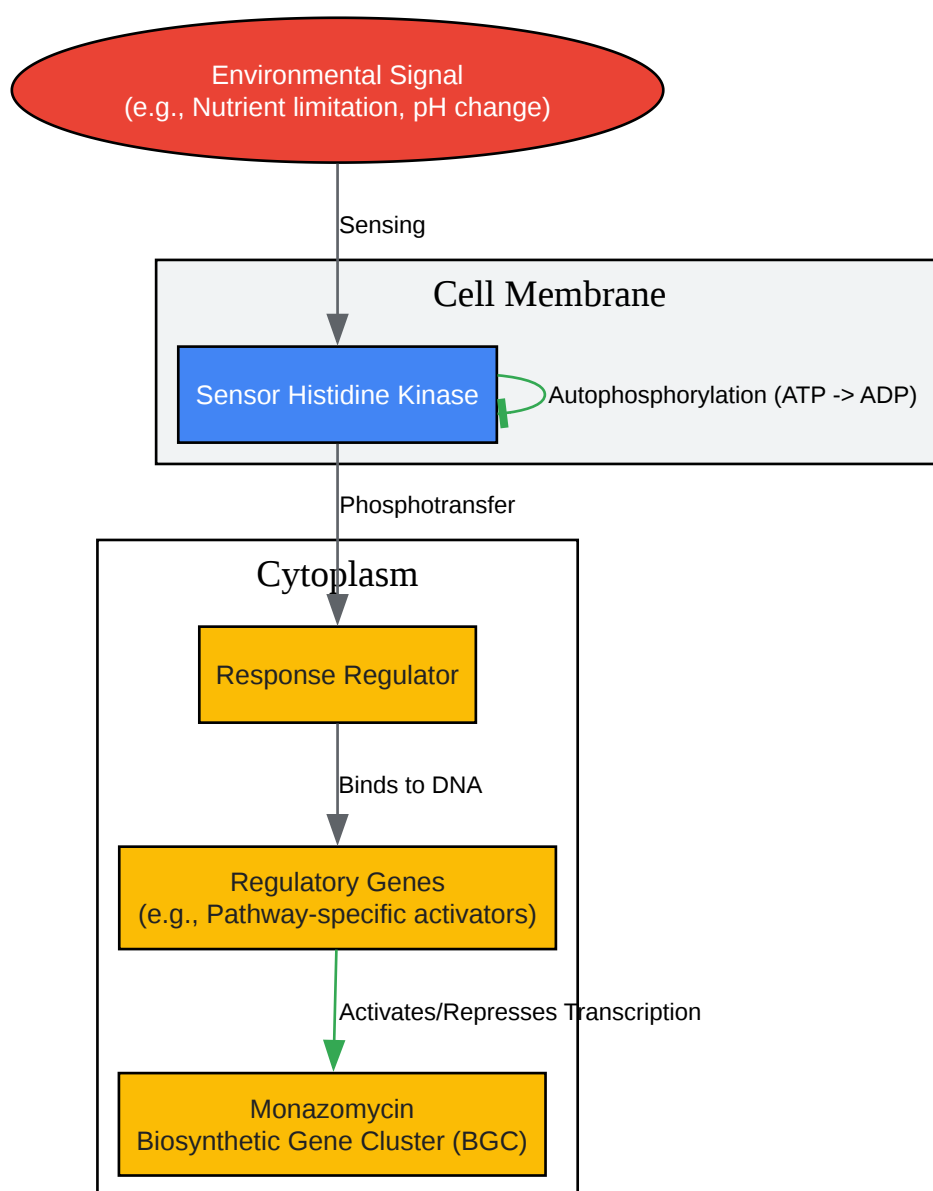 Environmental Signal
(e.g., Nutrient limitation, pH change)
Sensing
Cell Membrane
Sensor Histidine Kinase
Autophosphorylation (ATP -> ADP)
Phosphotransfer
Cytoplasm
Response Regulator
Binds to DNA
Regulatory Genes
(e.g., Pathway-specific activators)
Activates/Represses Transcription
Monazomycin
Biosynthetic Gene Cluster (BGC)